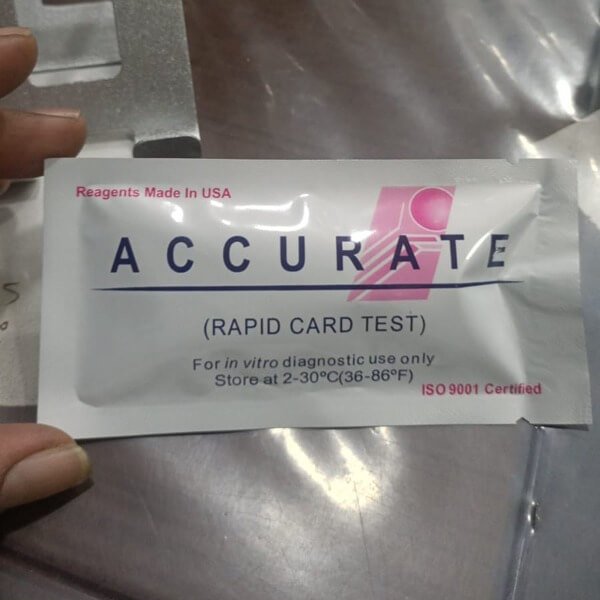 Reagents Made In USA
ACCURATE
(RAPID CARD TEST)
For in vitro diagnostic use only
Store at 2-30ºC(36-86ºF)
ISO 9001 Certified